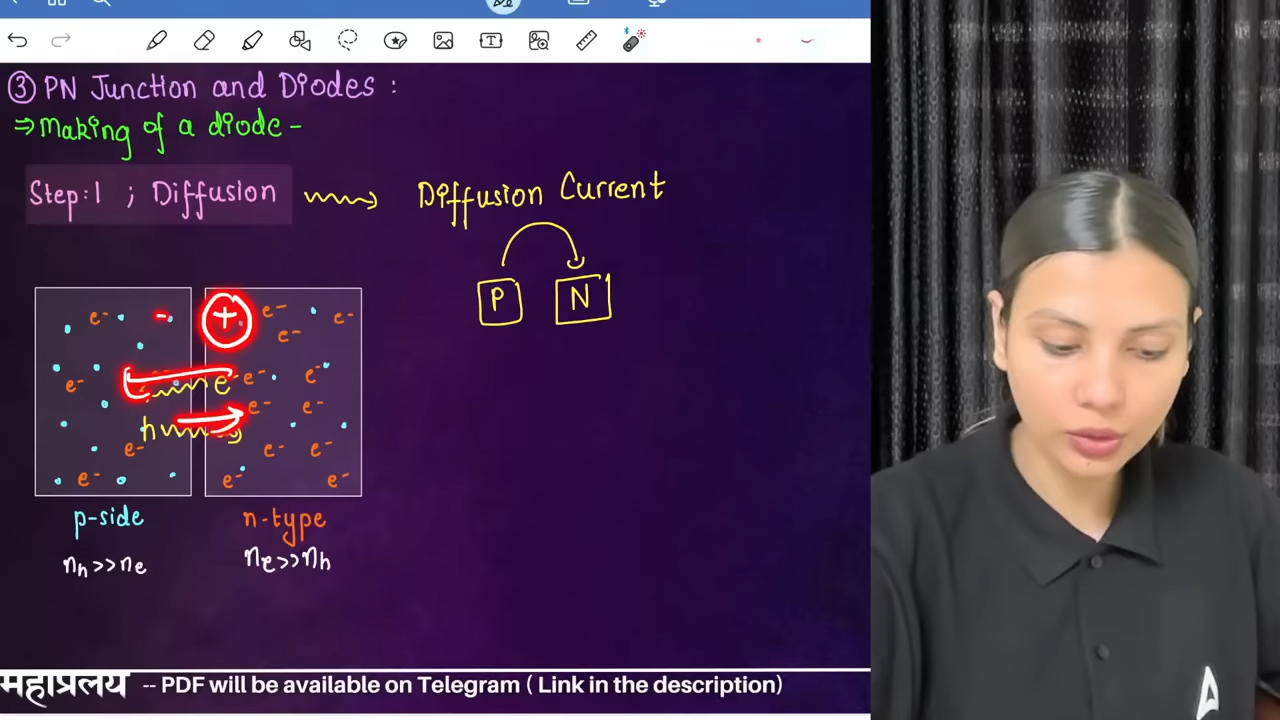 ③ PN Junction and Diodes :
⇒ Making of a diode -
Step:1 ; Diffusion
Diffusion Current
P N
+
-
e- e- e-
e-
e- e- e-
e
e- e-
h
e- e- e-
e- e- e-
p-side n-type
nh >> ne ne >> nh
महाप्रलय -- PDF will be available on Telegram ( Link in the description)